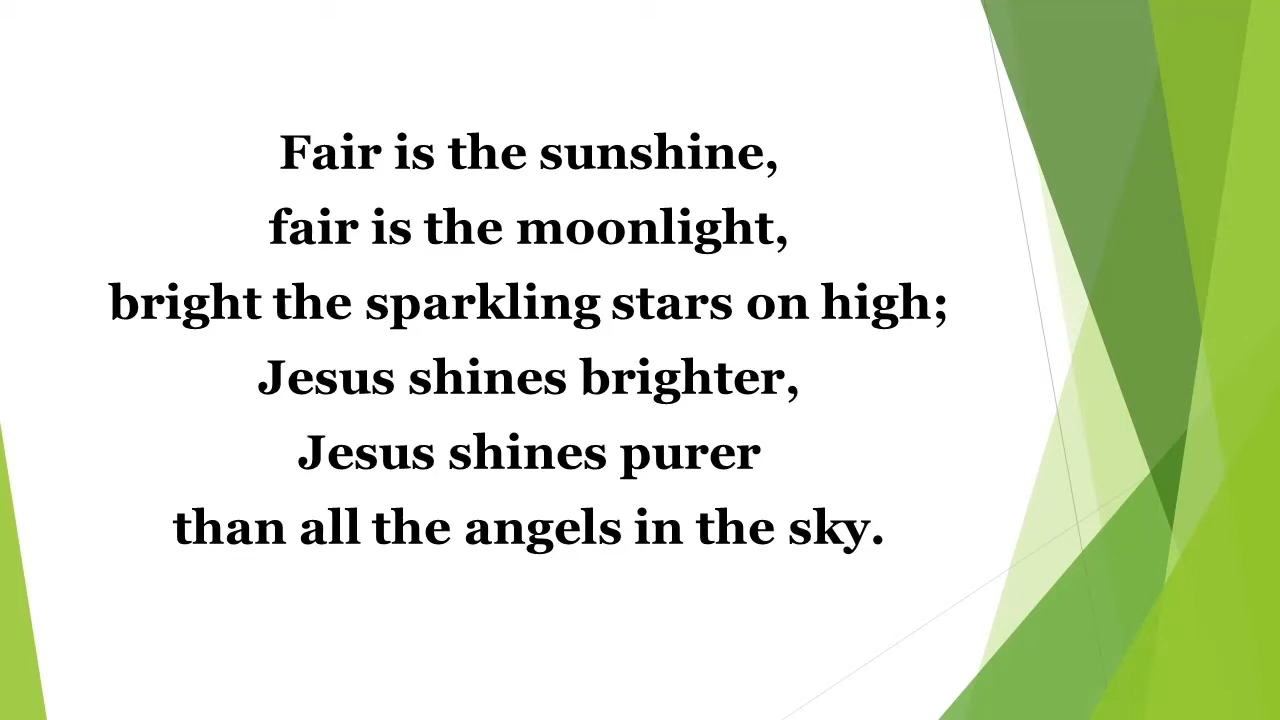 Fair is the sunshine,
fair is the moonlight,
bright the sparkling stars on high;
Jesus shines brighter,
Jesus shines purer
than all the angels in the sky.